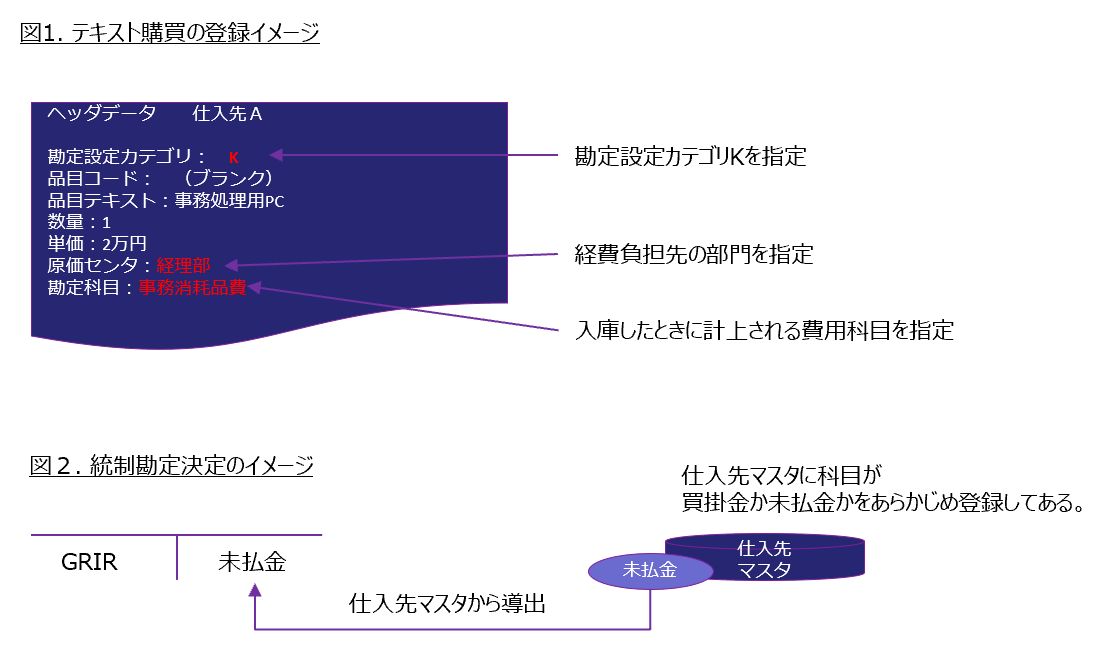 図1. テキスト購買の登録イメージ
ヘッダデータ 仕入先A
勘定設定カテゴリ： K
品目コード： （ブランク）
品目テキスト：事務処理用PC
数量：1
単価：2万円
原価センタ：経理部
勘定科目：事務消耗品費
勘定設定カテゴリKを指定
経費負担先の部門を指定
入庫したときに計上される費用科目を指定
図２. 統制勘定決定のイメージ
仕入先マスタに科目が
買掛金か未払金かをあらかじめ登録してある。
GRIR 未払金
仕入先
マスタ
未払金
仕入先マスタから導出